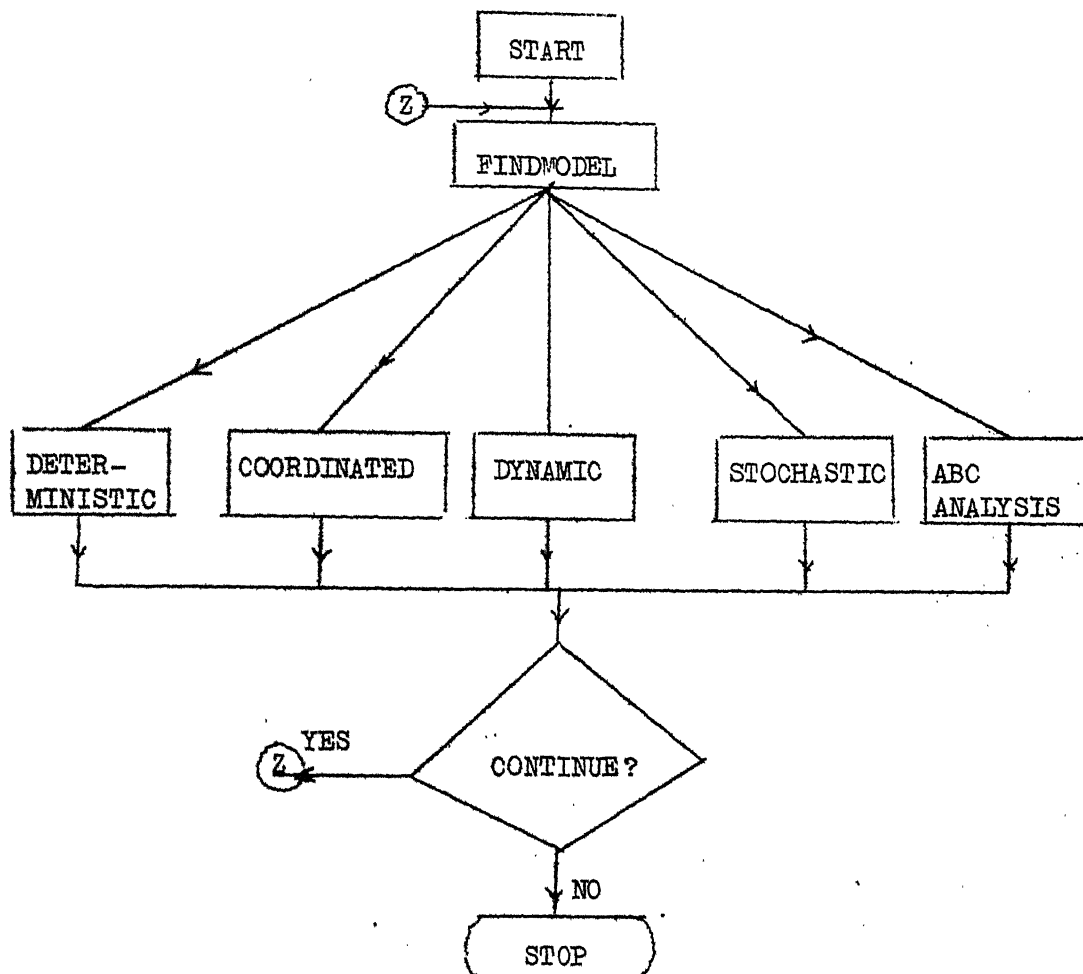 START
Z
FINDMODEL
DETER-
MINISTIC
COORDINATED
DYNAMIC
STOCHASTIC
ABC
ANALYSIS
YES
Z
CONTINUE?
NO
STOP